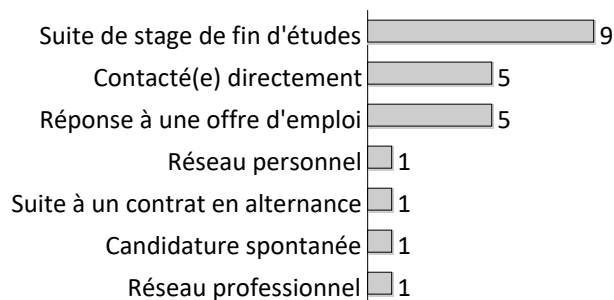 Suite de stage de fin d'études 9
Contacté(e) directement 5
Réponse à une offre d'emploi 5
Réseau personnel 1
Suite à un contrat en alternance 1
Candidature spontanée 1
Réseau professionnel 1